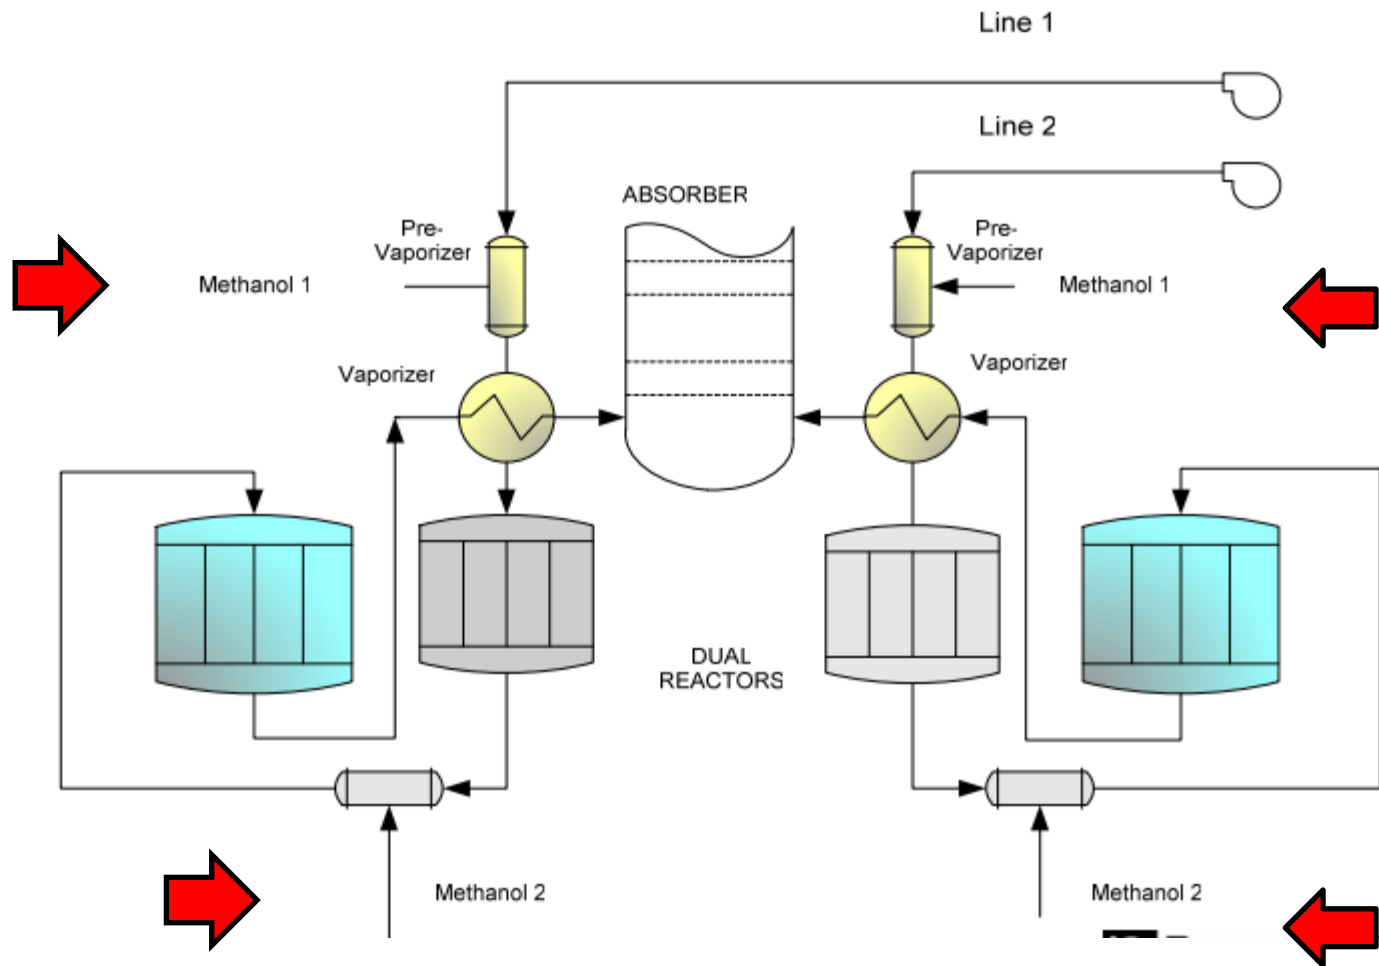 Line 1
Line 2
ABSORBER
Pre-
Vaporizer
Methanol 1
Pre-
Vaporizer
Methanol 1
Vaporizer
Vaporizer
DUAL
REACTORS
Methanol 2
Methanol 2